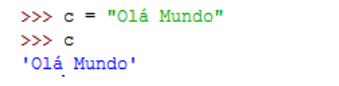 >>> c = "Olá Mundo"
>>> c
'Olá Mundo'